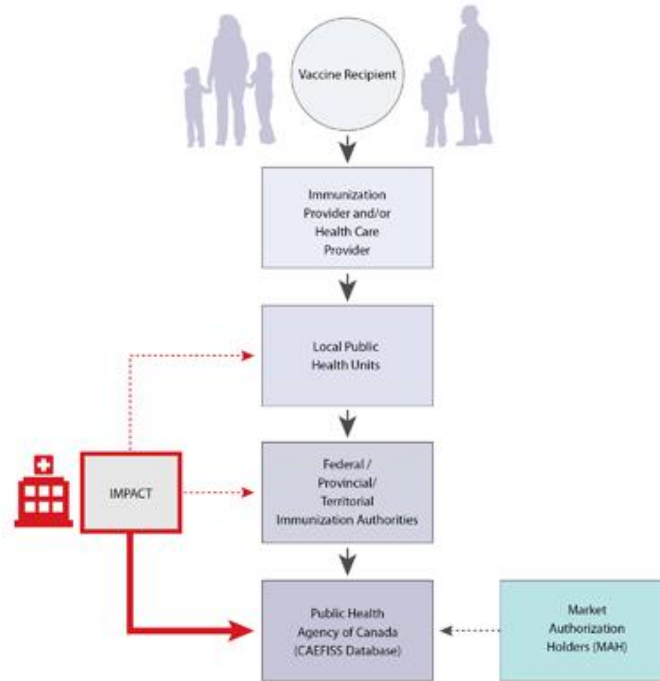 Vaccine Recipient
Immunization
Provider and/or
Health Care
Provider
Local Public
Health Units
IMPACT
Federal /
Provincial/
Territorial
Immunization Authorities
Public Health
Agency of Canada
(CAEFISS Database)
Market
Authorization
Holders (MAH)